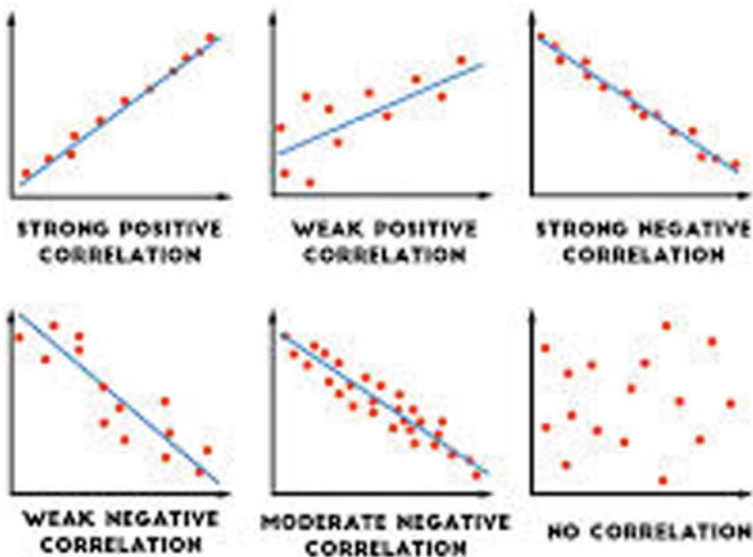 STRONG POSITIVE
CORRELATION
WEAK POSITIVE
CORRELATION
STRONG NEGATIVE
CORRELATION
WEAK NEGATIVE
CORRELATION
MODERATE NEGATIVE
CORRELATION
NO CORRELATION